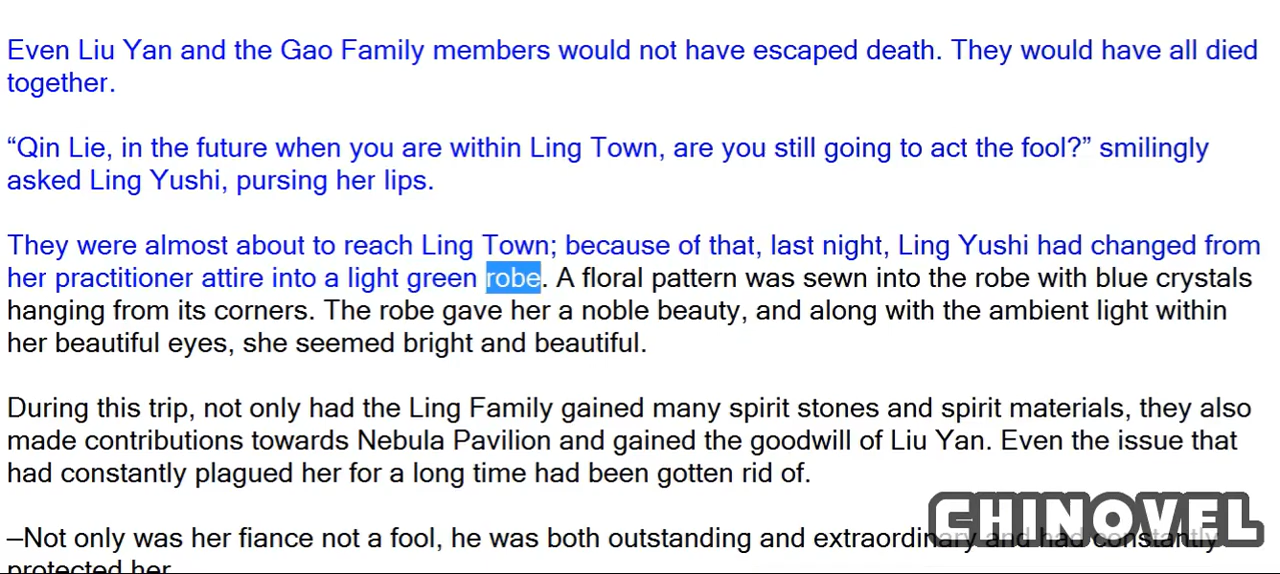 Even Liu Yan and the Gao Family members would not have escaped death. They would have all died
together.
“Qin Lie, in the future when you are within Ling Town, are you still going to act the fool?” smilingly
asked Ling Yushi, pursing her lips.
They were almost about to reach Ling Town; because of that, last night, Ling Yushi had changed from
her practitioner attire into a light green robe. A floral pattern was sewn into the robe with blue crystals
hanging from its corners. The robe gave her a noble beauty, and along with the ambient light within
her beautiful eyes, she seemed bright and beautiful.
During this trip, not only had the Ling Family gained many spirit stones and spirit materials, they also
made contributions towards Nebula Pavilion and gained the goodwill of Liu Yan. Even the issue that
had constantly plagued her for a long time had been gotten rid of.
–Not only was her fiance not a fool, he was both outstanding and extraordinary and had constantly
protected her
CHINOVEL